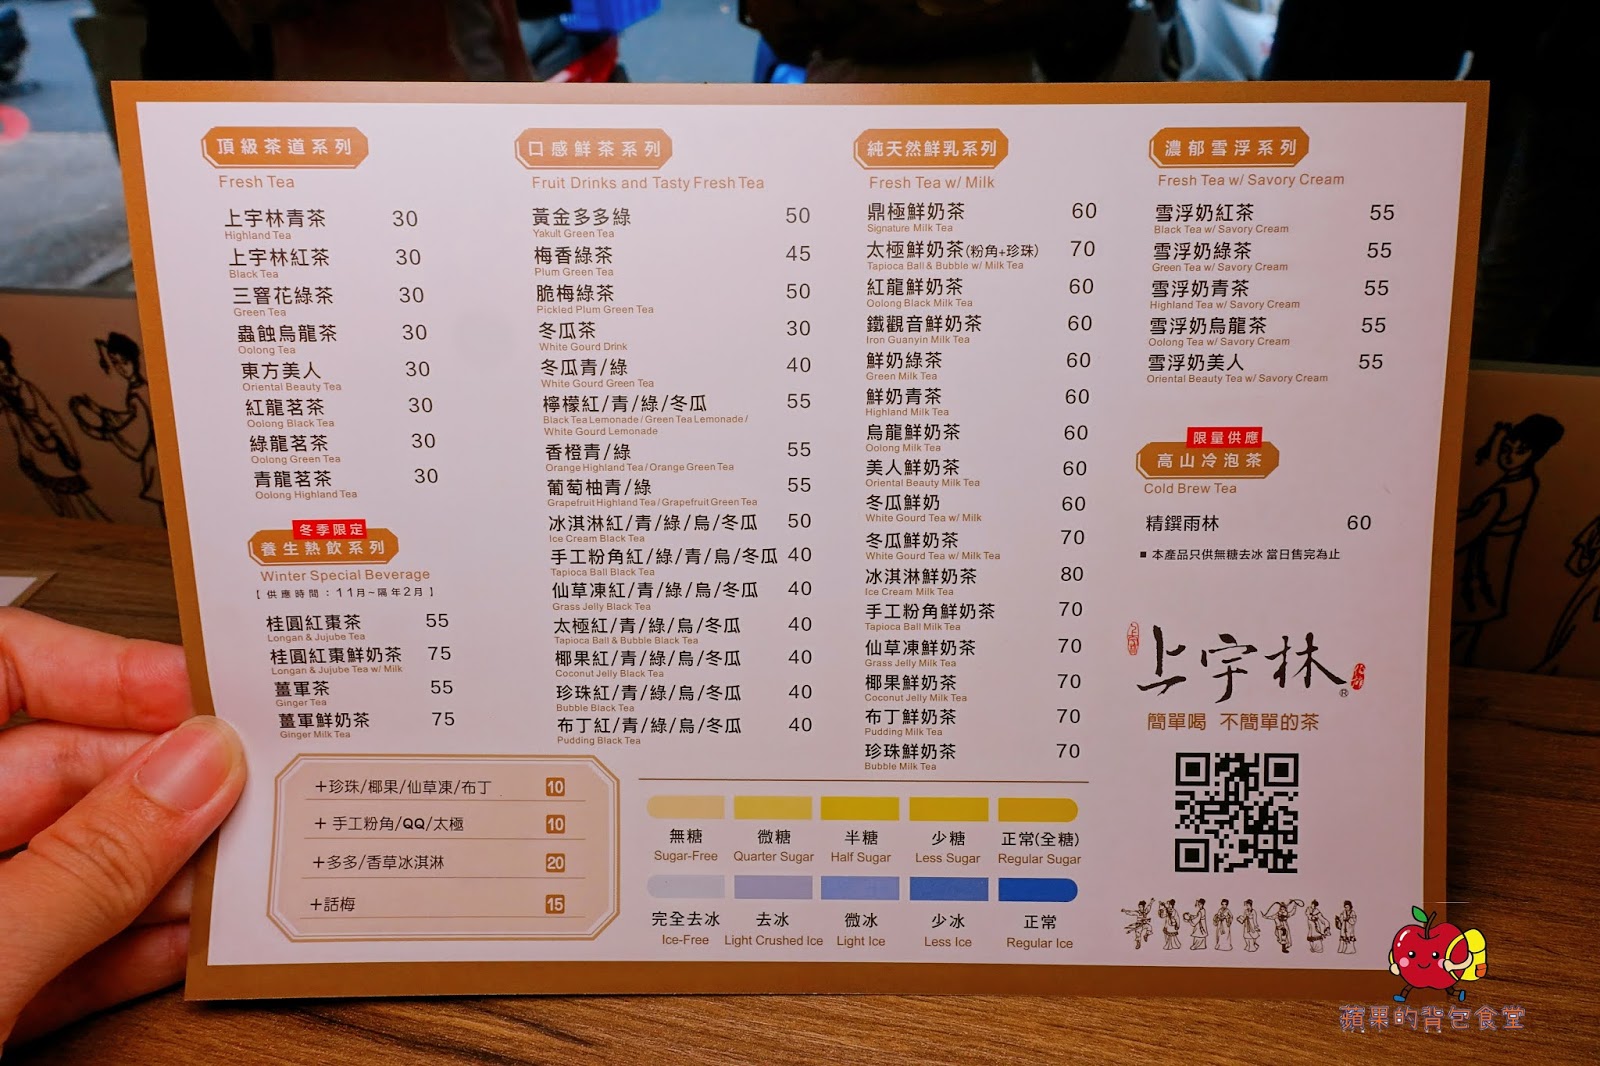 頂級茶道系列
Fresh Tea
上宇林青茶 30
Highland Tea
上宇林紅茶 30
Black Tea
三窨花綠茶 30
Green Tea
蟲蝕烏龍茶 30
Oolong Tea
東方美人 30
Oriental Beauty Tea
紅龍茗茶 30
Oolong Black Tea
綠龍茗茶 30
Oolong Green Tea
青龍茗茶 30
Oolong Highland Tea
冬季限定
養生熱飲系列
Winter Special Beverage
【供應時間：11月~隔年2月】
桂圓紅棗茶 55
Longan & Jujube Tea
桂圓紅棗鮮奶茶 75
Longan & Jujube Tea w/ Milk
薑軍茶 55
Ginger Tea
薑軍鮮奶茶 75
Ginger Milk Tea
+珍珠/椰果/仙草凍/布丁 10
+ 手工粉角/QQ/太極 10
+多多/香草冰淇淋 20
+話梅 15
口感鮮茶系列
Fruit Drinks and Tasty Fresh Tea
黃金多多綠 50
Yakult Green Tea
梅香綠茶 45
Plum Green Tea
脆梅綠茶 50
Pickled Plum Green Tea
冬瓜茶 30
White Gourd Drink
冬瓜青/綠 40
White Gourd Green Tea
檸檬紅/青/綠/冬瓜 55
Black Tea Lemonade / Green Tea Lemonade /
White Gourd Lemonade
香橙青/綠 55
Orange Highland Tea / Orange Green Tea
葡萄柚青/綠 55
Grapefruit Highland Tea / Grapefruit Green Tea
冰淇淋紅/青/綠/烏/冬瓜 50
Ice Cream Black Tea
手工粉角紅/綠/青/烏/冬瓜 40
Tapioca Ball Black Tea
仙草凍紅/青/綠/烏/冬瓜 40
Grass Jelly Black Tea
太極紅/青/綠/烏/冬瓜 40
Tapioca Ball & Bubble Black Tea
椰果紅/青/綠/烏/冬瓜 40
Coconut Jelly Black Tea
珍珠紅/青/綠/烏/冬瓜 40
Bubble Black Tea
布丁紅/青/綠/烏/冬瓜 40
Pudding Black Tea
純天然鮮乳系列
Fresh Tea w/ Milk
鼎極鮮奶茶 60
Signature Milk Tea
太極鮮奶茶(粉角+珍珠) 70
Tapioca Ball & Bubble w/ Milk Tea
紅龍鮮奶茶 60
Oolong Black Milk Tea
鐵觀音鮮奶茶 60
Iron Guanyin Milk Tea
鮮奶綠茶 60
Green Milk Tea
鮮奶青茶 60
Highland Milk Tea
烏龍鮮奶茶 60
Oolong Milk Tea
美人鮮奶茶 60
Oriental Beauty Milk Tea
冬瓜鮮奶 60
White Gourd Tea w/ Milk
冬瓜鮮奶茶 70
White Gourd Tea w/ Milk Tea
冰淇淋鮮奶茶 80
Ice Cream Milk Tea
手工粉角鮮奶茶 70
Tapioca Ball Milk Tea
仙草凍鮮奶茶 70
Grass Jelly Milk Tea
椰果鮮奶茶 70
Coconut Jelly Milk Tea
布丁鮮奶茶 70
Pudding Milk Tea
珍珠鮮奶茶 70
Bubble Milk Tea
無糖 微糖 半糖 少糖 正常(全糖)
Sugar-Free Quarter Sugar Half Sugar Less Sugar Regular Sugar
完全去冰 去冰 微冰 少冰 正常
Ice-Free Light Crushed Ice Light Ice Less Ice Regular Ice
濃郁雪浮系列
Fresh Tea w/ Savory Cream
雪浮奶紅茶 55
Black Tea w/ Savory Cream
雪浮奶綠茶 55
Green Tea w/ Savory Cream
雪浮奶青茶 55
Highland Tea w/ Savory Cream
雪浮奶烏龍茶 55
Oolong Tea w/ Savory Cream
雪浮奶美人 55
Oriental Beauty Tea w/ Savory Cream
限量供應
高山冷泡茶
Cold Brew Tea
精饌雨林 60
■ 本產品只供無糖去冰 當日售完為止
上宇林®
簡單喝 不簡單的茶
蘋果的背包食堂